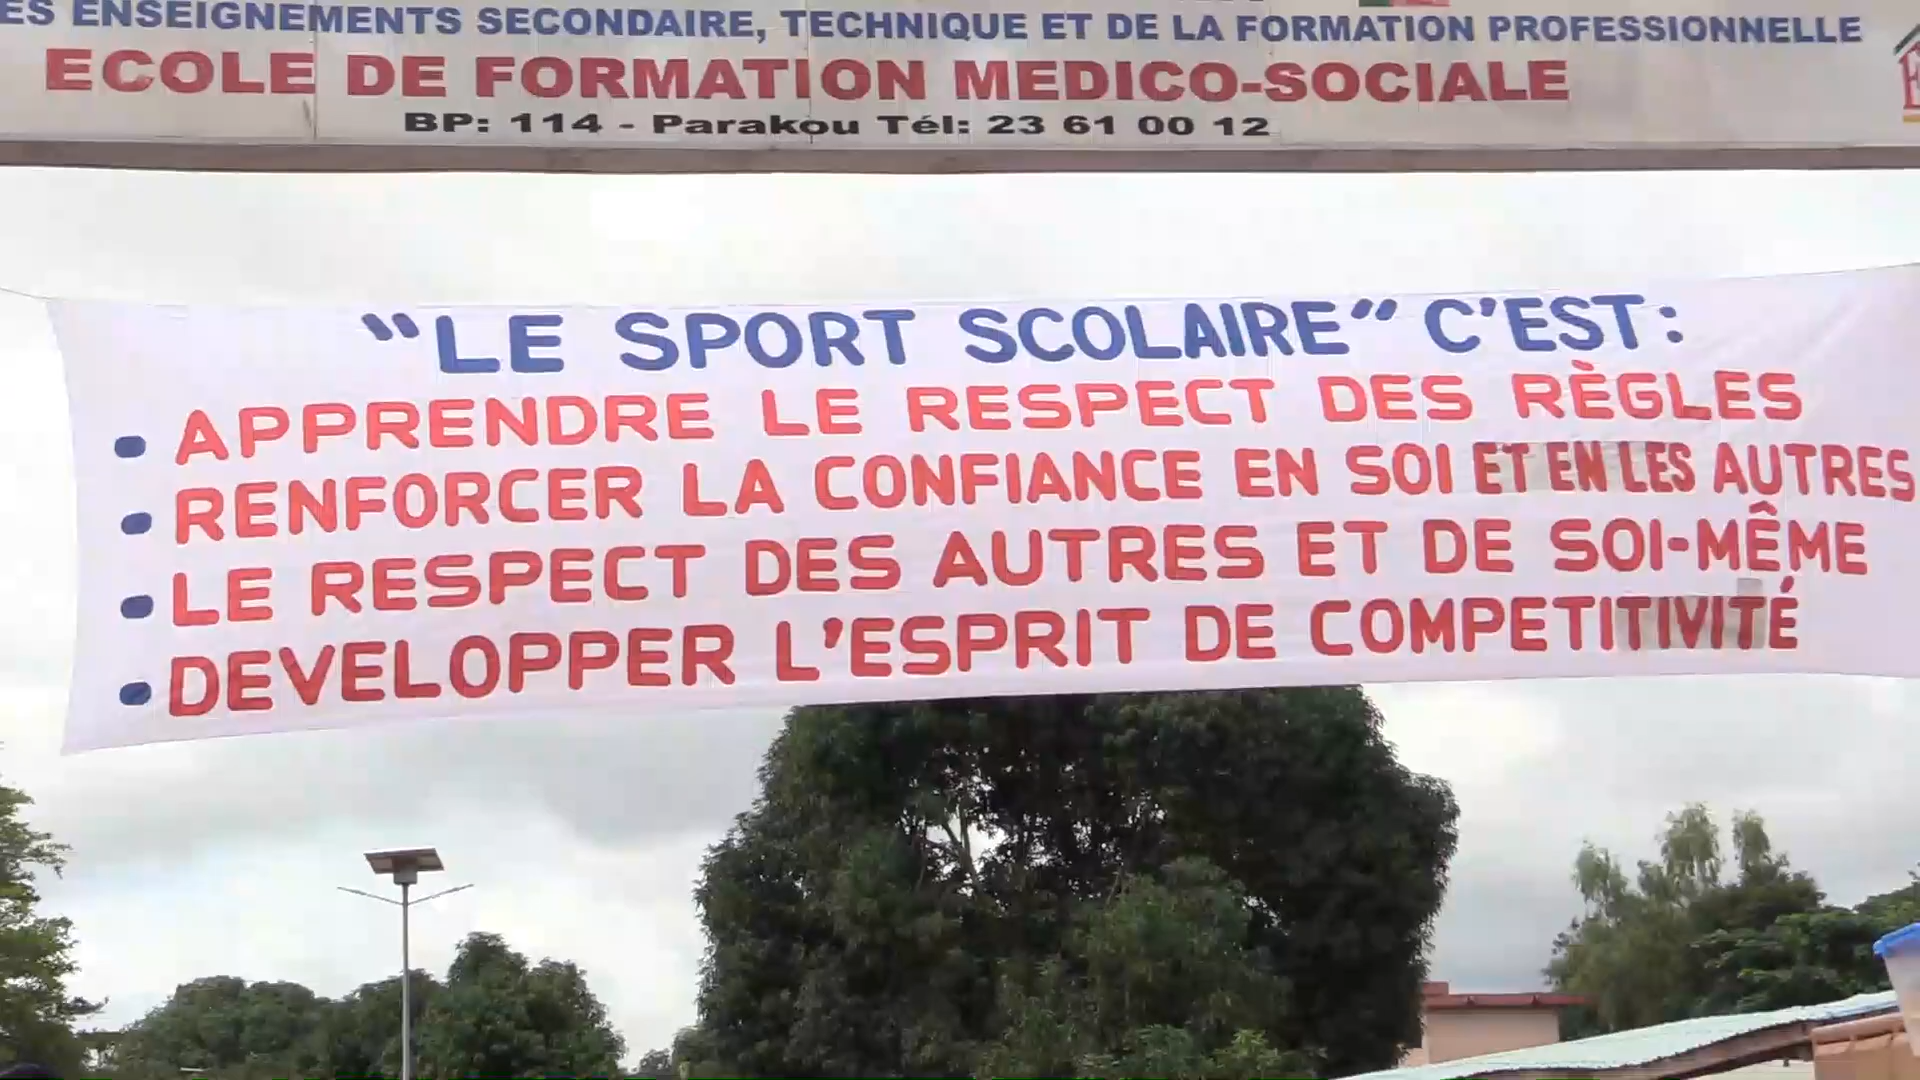 ES ENSEIGNEMENTS SECONDAIRE, TECHNIQUE ET DE LA FORMATION PROFESSIONNELLE
ECOLE DE FORMATION MEDICO-SOCIALE
BP: 114 - Parakou Tél: 23 61 00 12
"LE SPORT SCOLAIRE" C'EST:
• APPRENDRE LE RESPECT DES RÈGLES
• RENFORCER LA CONFIANCE EN SOI ET EN LES AUTRES
• LE RESPECT DES AUTRES ET DE SOI-MÊME
• DEVELOPPER L'ESPRIT DE COMPETITIVITÉ